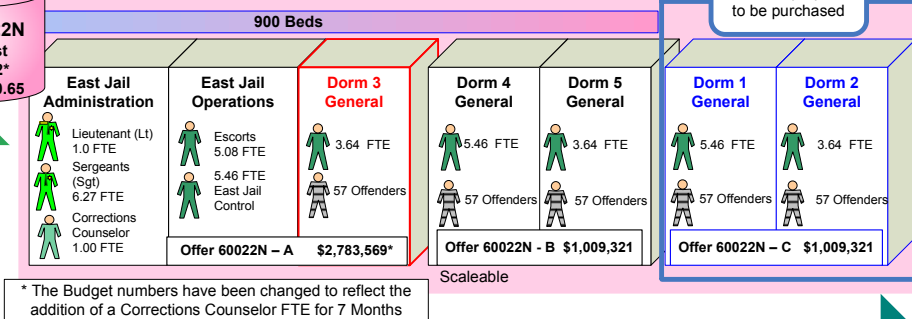 2N
st
2*
0.65
900 Beds
to be purchased
East Jail
Administration
Lieutenant (Lt)
1.0 FTE
Sergeants
(Sgt)
6.27 FTE
Corrections
Counselor
1.00 FTE
East Jail
Operations
Escorts
5.08 FTE
5.46 FTE
East Jail
Control
Dorm 3
General
3.64 FTE
57 Offenders
Offer 60022N – A $2,783,569*
Dorm 4
General
5.46 FTE
57 Offenders
Dorm 5
General
3.64 FTE
57 Offenders
Offer 60022N - B $1,009,321
Dorm 1
General
5.46 FTE
57 Offenders
Dorm 2
General
3.64 FTE
57 Offenders
Offer 60022N – C $1,009,321
Scaleable
* The Budget numbers have been changed to reflect the
addition of a Corrections Counselor FTE for 7 Months